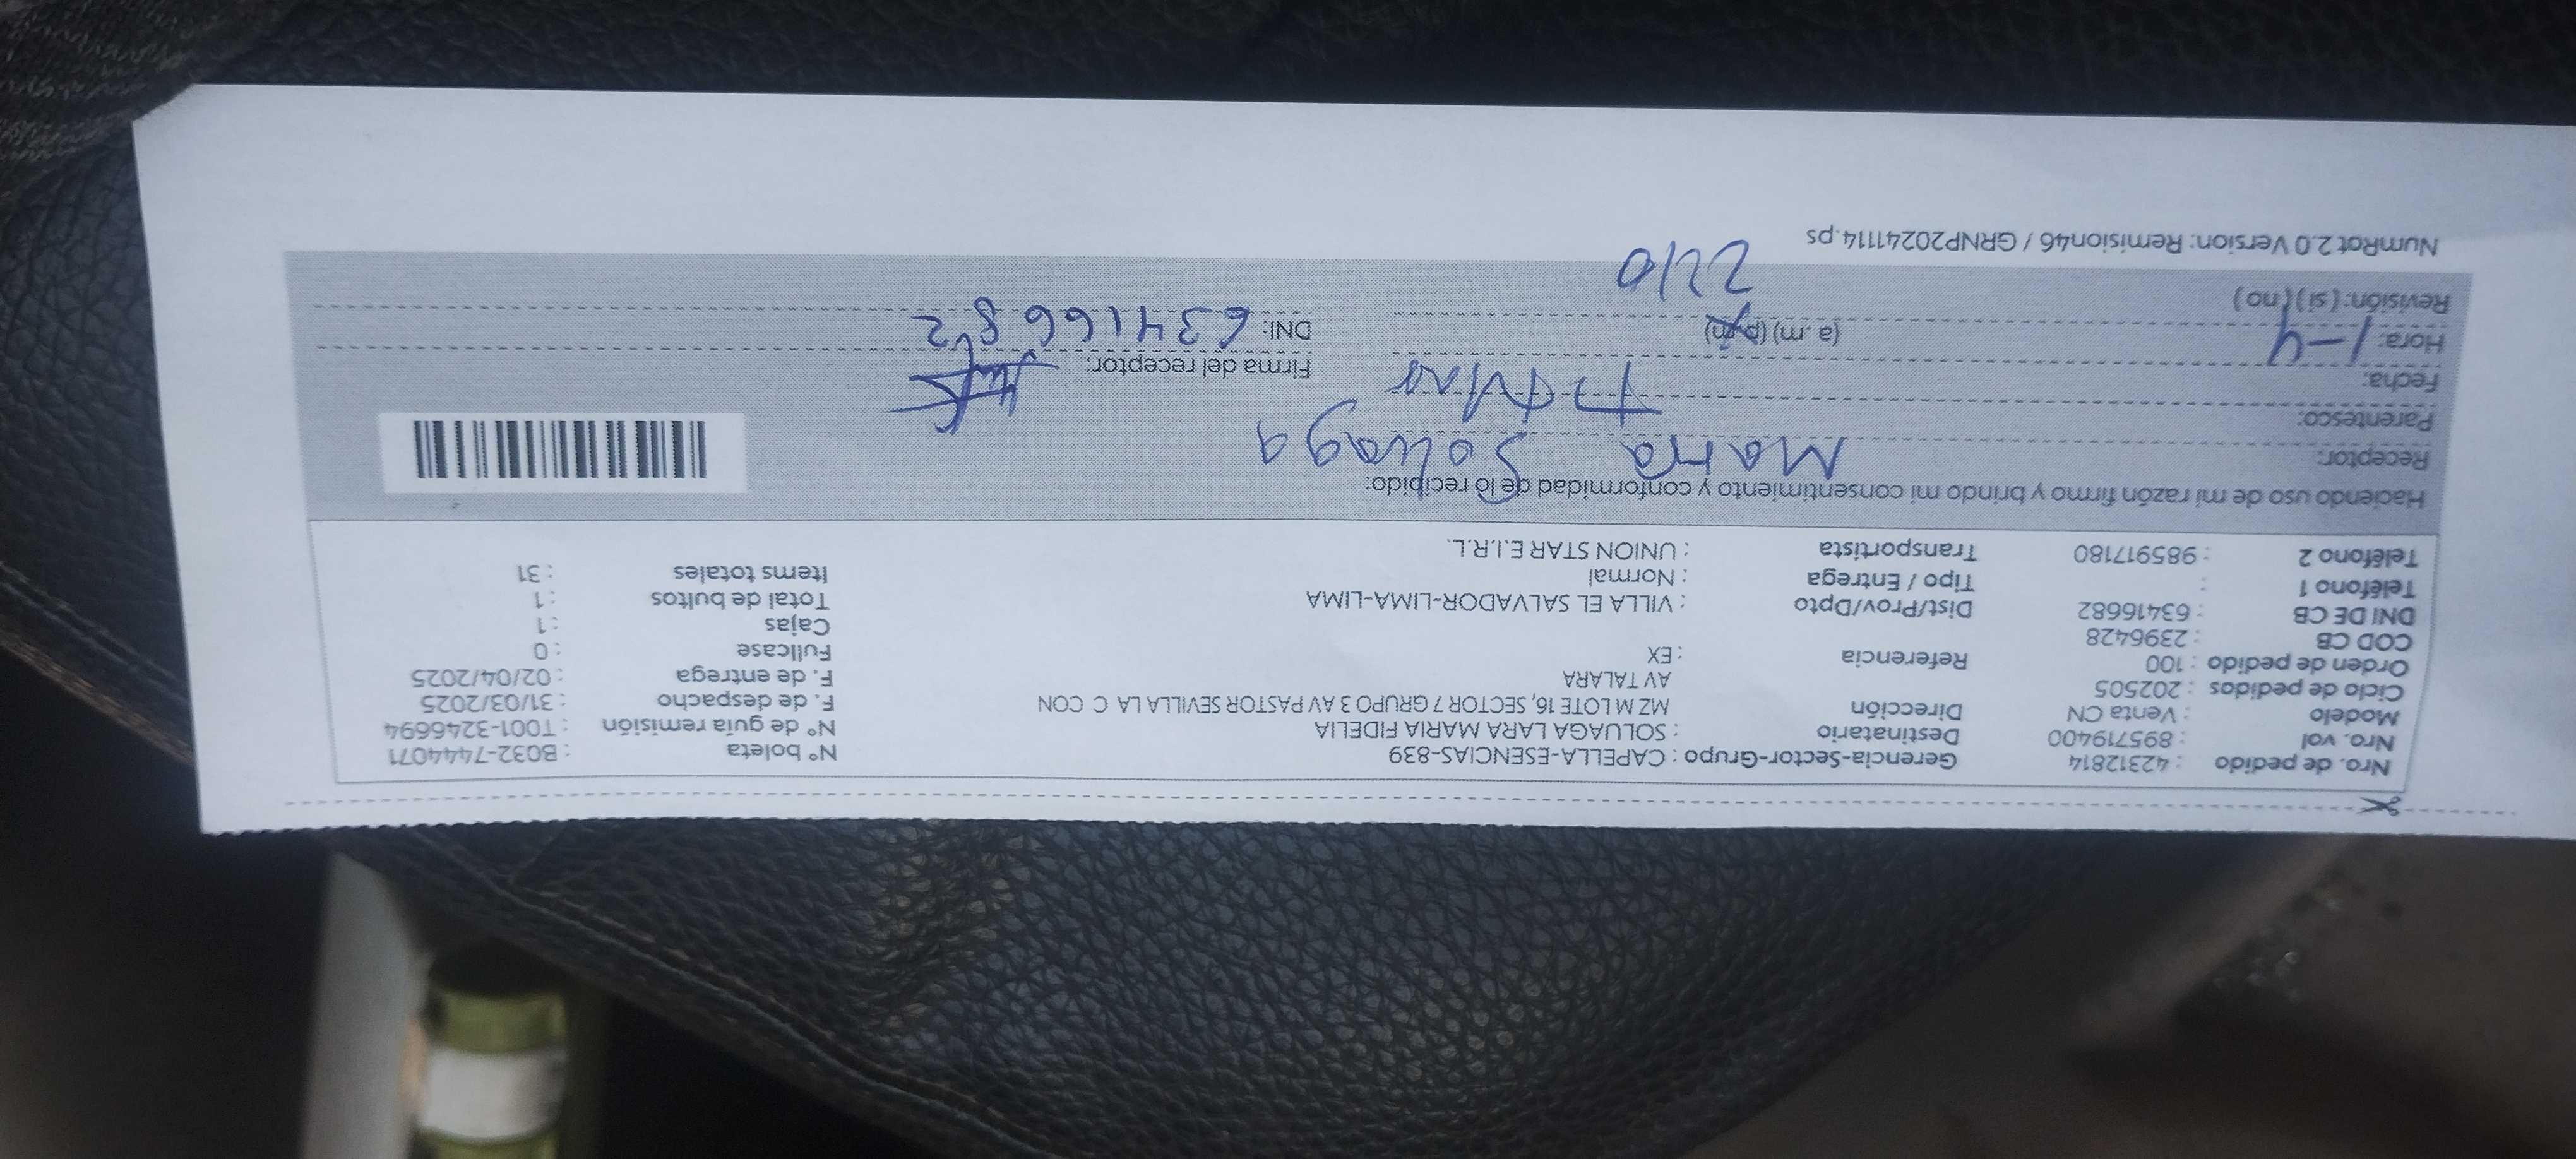 Nro. de pedido : 42312814 Gerencia-Sector-Grupo : CAPELLA-ESENCIAS-839 N° boleta : B032-7444071
Nro. vol : 895719400 Destinatario : SOLUAGA LARA MARIA FIDELIA N° de guía remisión : T001-3246694
Modelo : Venta CN Dirección MZ M LOTE 16, SECTOR 7 GRUPO 3 AV PASTOR SEVILLA LA C CON F. de despacho : 31/03/2025
Ciclo de pedidos : 202505 AV TALARA F. de entrega : 02/04/2025
Orden de pedido : 100 Referencia : EX Fullcase : 0
COD CB : 2396428 Cajas : 1
DNI DE CB : 63416682 Dist/Prov/Dpto : VILLA EL SALVADOR-LIMA-LIMA Total de bultos : 1
Teléfono 1 : Tipo / Entrega : Normal Items totales : 31
Teléfono 2 : 985917180 Transportista : UNION STAR E.I.R.L.
Haciendo uso de mi razón firmo y brindo mi consentimiento y conformidad de lo recibido:
Receptor: Maria Soluaga
Parentesco:
Fecha: 1-4 Firma del receptor:
Hora: (a. m) (p. m) DNI: 63416682
Revisión: (si) (no)
2210
NumRot 2.0 Version: Remision46 / GRNP20241114.ps